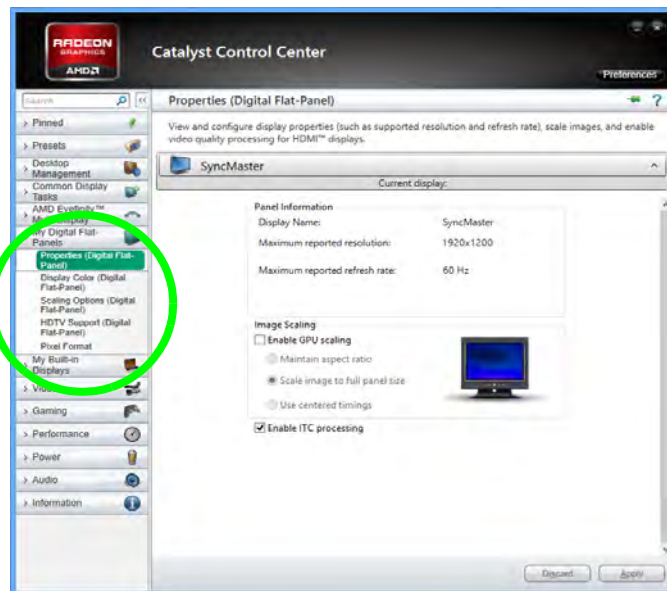 RADEON
GRAPHICS
AMD
Catalyst Control Center
Preferences
Search
Properties (Digital Flat-Panel)
?
> Pinned
> Presets
> Desktop
Management
> Common Display
Tasks
> AMD Eyefinity™
Display
My Digital Flat-
Panels
Properties (Digital Flat-
Panel)
Display Color (Digital
Flat-Panel)
Scaling Options (Digital
Flat-Panel)
HDTV Support (Digital
Flat-Panel)
Pixel Format
My Built-in
Displays
> Gaming
> Performance
> Power
> Audio
> Information
View and configure display properties (such as supported resolution and refresh rate), scale images, and enable
video quality processing for HDMI™ displays.
SyncMaster
Current display:
Panel Information
Display Name: SyncMaster
Maximum reported resolution: 1920x1200
Maximum reported refresh rate: 60 Hz
Image Scaling
Enable GPU scaling
Maintain aspect ratio
Scale image to full panel size
Use centered timings
Enable ITC processing
Discard
Apply